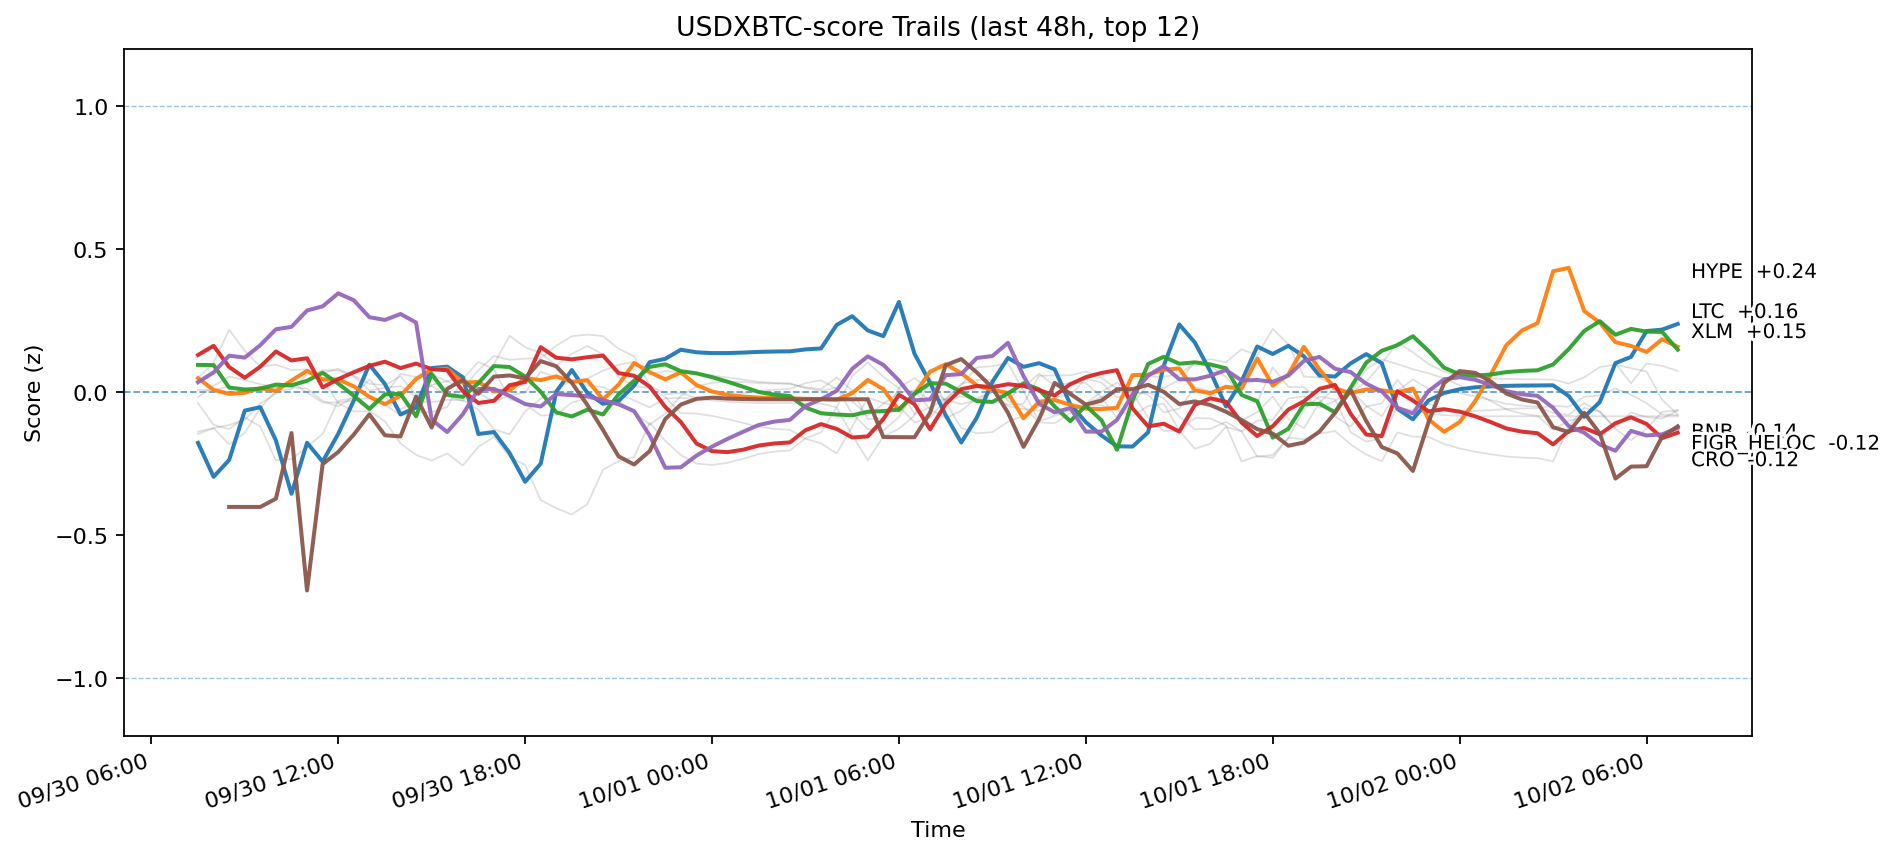 USDXBTC-score Trails (last 48h, top 12)
Score (z)
1.0
0.5
0.0
−0.5
−1.0
HYPE +0.24
LTC +0.16
XLM +0.15
BNB -0.14
FIGR_HELOC -0.12
CRO -0.12
09/30 06:00
09/30 12:00
09/30 18:00
10/01 00:00
10/01 06:00
10/01 12:00
10/01 18:00
10/02 00:00
10/02 06:00
Time